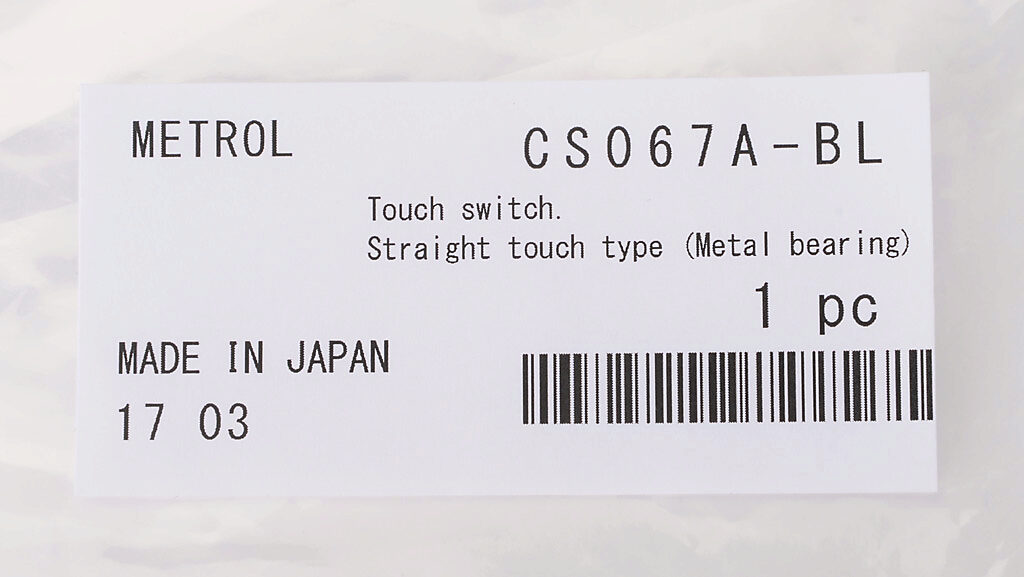 METROL CS067A-BL
Touch switch.
Straight touch type (Metal bearing)
1 pc
MADE IN JAPAN
17 03